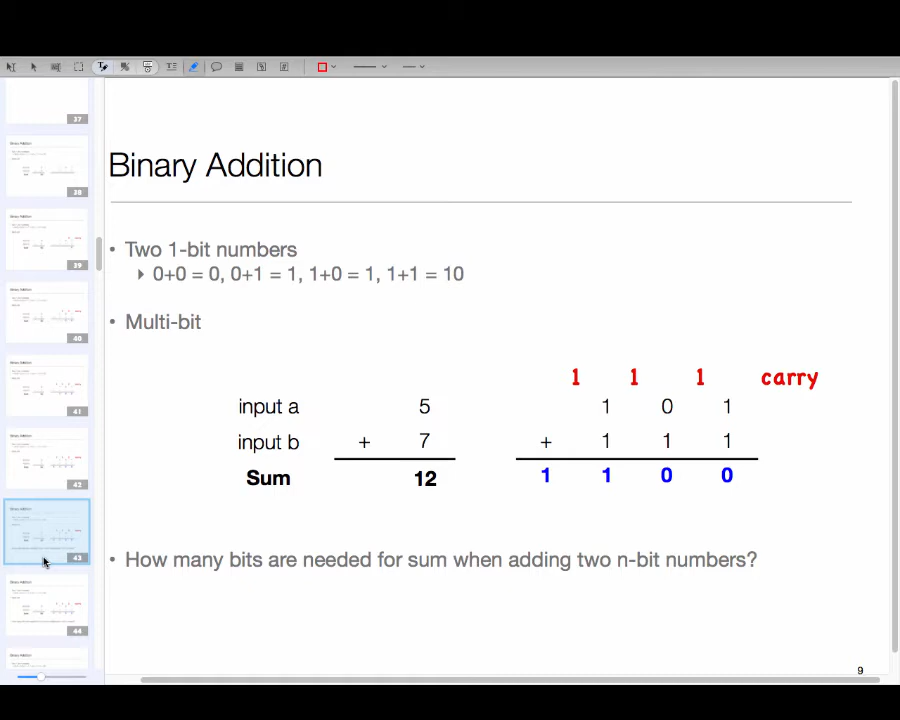 37
38
39
40
41
42
43
44
Binary Addition
• Two 1-bit numbers
0+0 = 0, 0+1 = 1, 1+0 = 1, 1+1 = 10
• Multi-bit
1 1 1 carry
input a 5 1 0 1
input b + 7 + 1 1 1
Sum 12 1 1 0 0
• How many bits are needed for sum when adding two n-bit numbers?
9